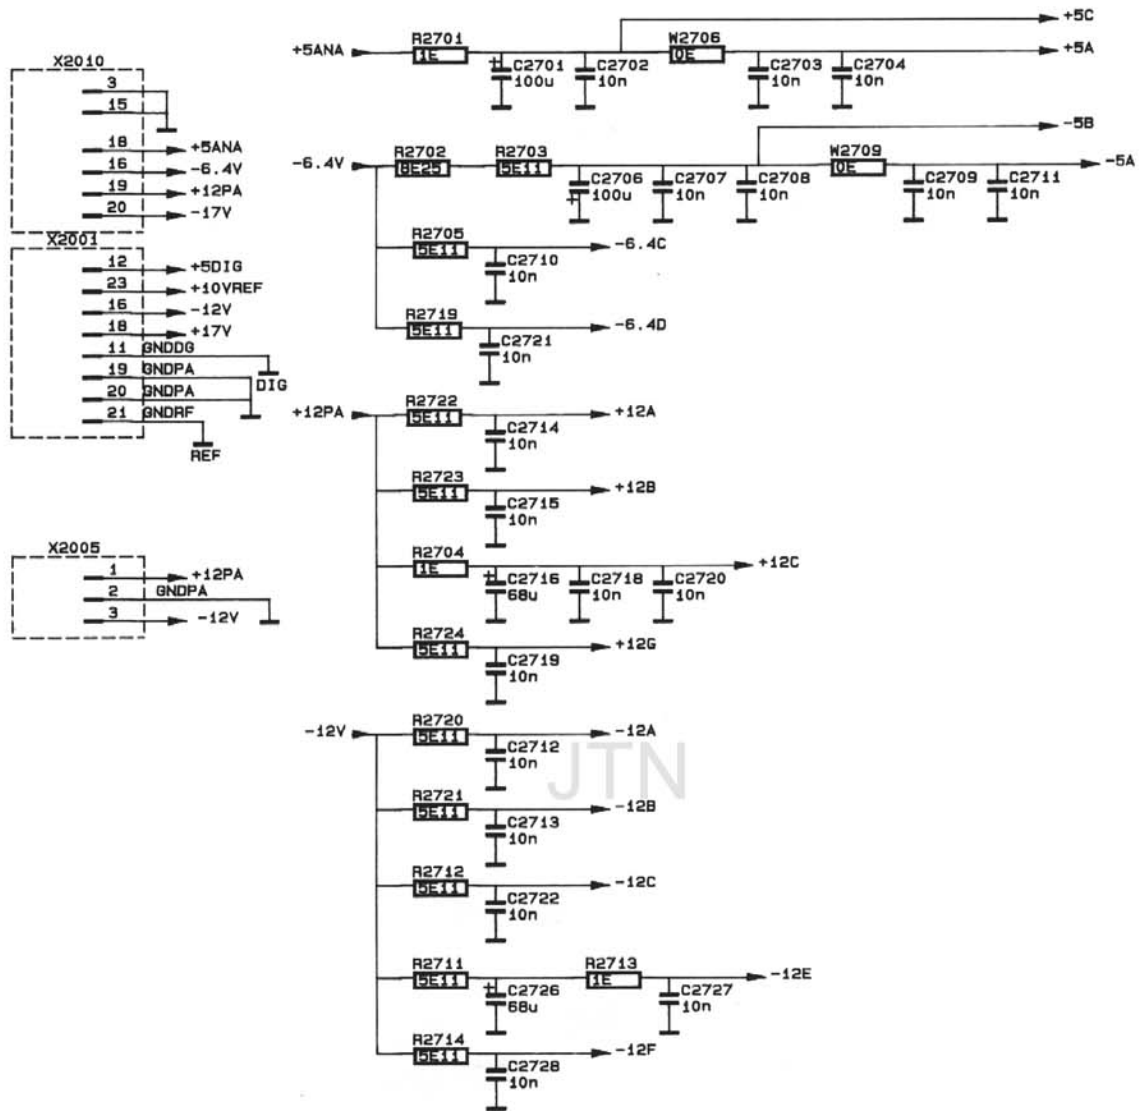 X2010
3
15
18 +5ANA
16 -6.4V
19 +12PA
20 -17V
X2001
12 +5DIG
23 +10VREF
16 -12V
18 +17V
11 GNDDG
DIG
19 GNDPA
20 GNDPA
21 GNDRF
REF
X2005
1 +12PA
2 GNDPA
3 -12V
+5ANA
R2701
1E
+
C2701
100u
C2702
10n
W2706
0E
C2703
10n
C2704
10n
+5C
+5A
-6.4V
R2702
8E25
R2703
5E11
C2706
100u
+
C2707
10n
C2708
10n
W2709
0E
C2709
10n
C2711
10n
-5B
-5A
R2705
5E11
C2710
10n
-6.4C
R2719
5E11
C2721
10n
-6.4D
+12PA
R2722
5E11
C2714
10n
+12A
R2723
5E11
C2715
10n
+12B
R2704
1E
+
C2716
68u
C2718
10n
C2720
10n
+12C
R2724
5E11
C2719
10n
+12G
-12V
R2720
5E11
C2712
10n
-12A
JTN
R2721
5E11
C2713
10n
-12B
R2712
5E11
C2722
10n
-12C
R2711
5E11
+
C2726
68u
R2713
1E
C2727
10n
-12E
R2714
5E11
C2728
10n
-12F